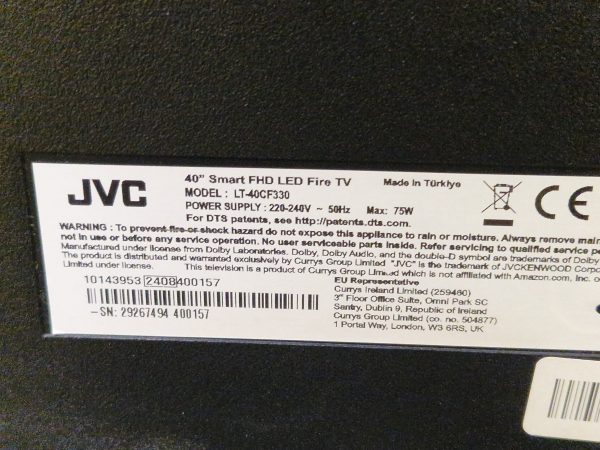 JVC
40" Smart FHD LED Fire TV
MODEL : LT-40CF330
POWER SUPPLY : 220-240V ~ 50Hz Max: 75W
For DTS patents, see http://patents.dts.com.
Made in Türkiye
CE
WARNING : To prevent fire or shock hazard do not expose this appliance to rain or moisture. Always remove
not in use or before any operation. No user serviceable parts inside. Refer servicing to qualified service
Manufactured under license from Dolby Laboratories. Dolby, Dolby Audio, and the double-D symbol are trademarks of Dolby
The product is distributed and warranted exclusively by Currys Group Limited "JVC" is the trademark of JVCKENWOOD Corporation
Limited under license. This television is a product of Currys Group Limited which is not affiliated with Amazon.com, Inc. or
10143953 2408 400157
SN: 29267494 400157
EU Representative
Currys Ireland Limited (259460)
3rd Floor Office Suite, Omni Park SC
Santry, Dublin 9, Republic of Ireland
Currys Group Limited (co. no. 504877)
1 Portal Way, London, W3 6RS, UK